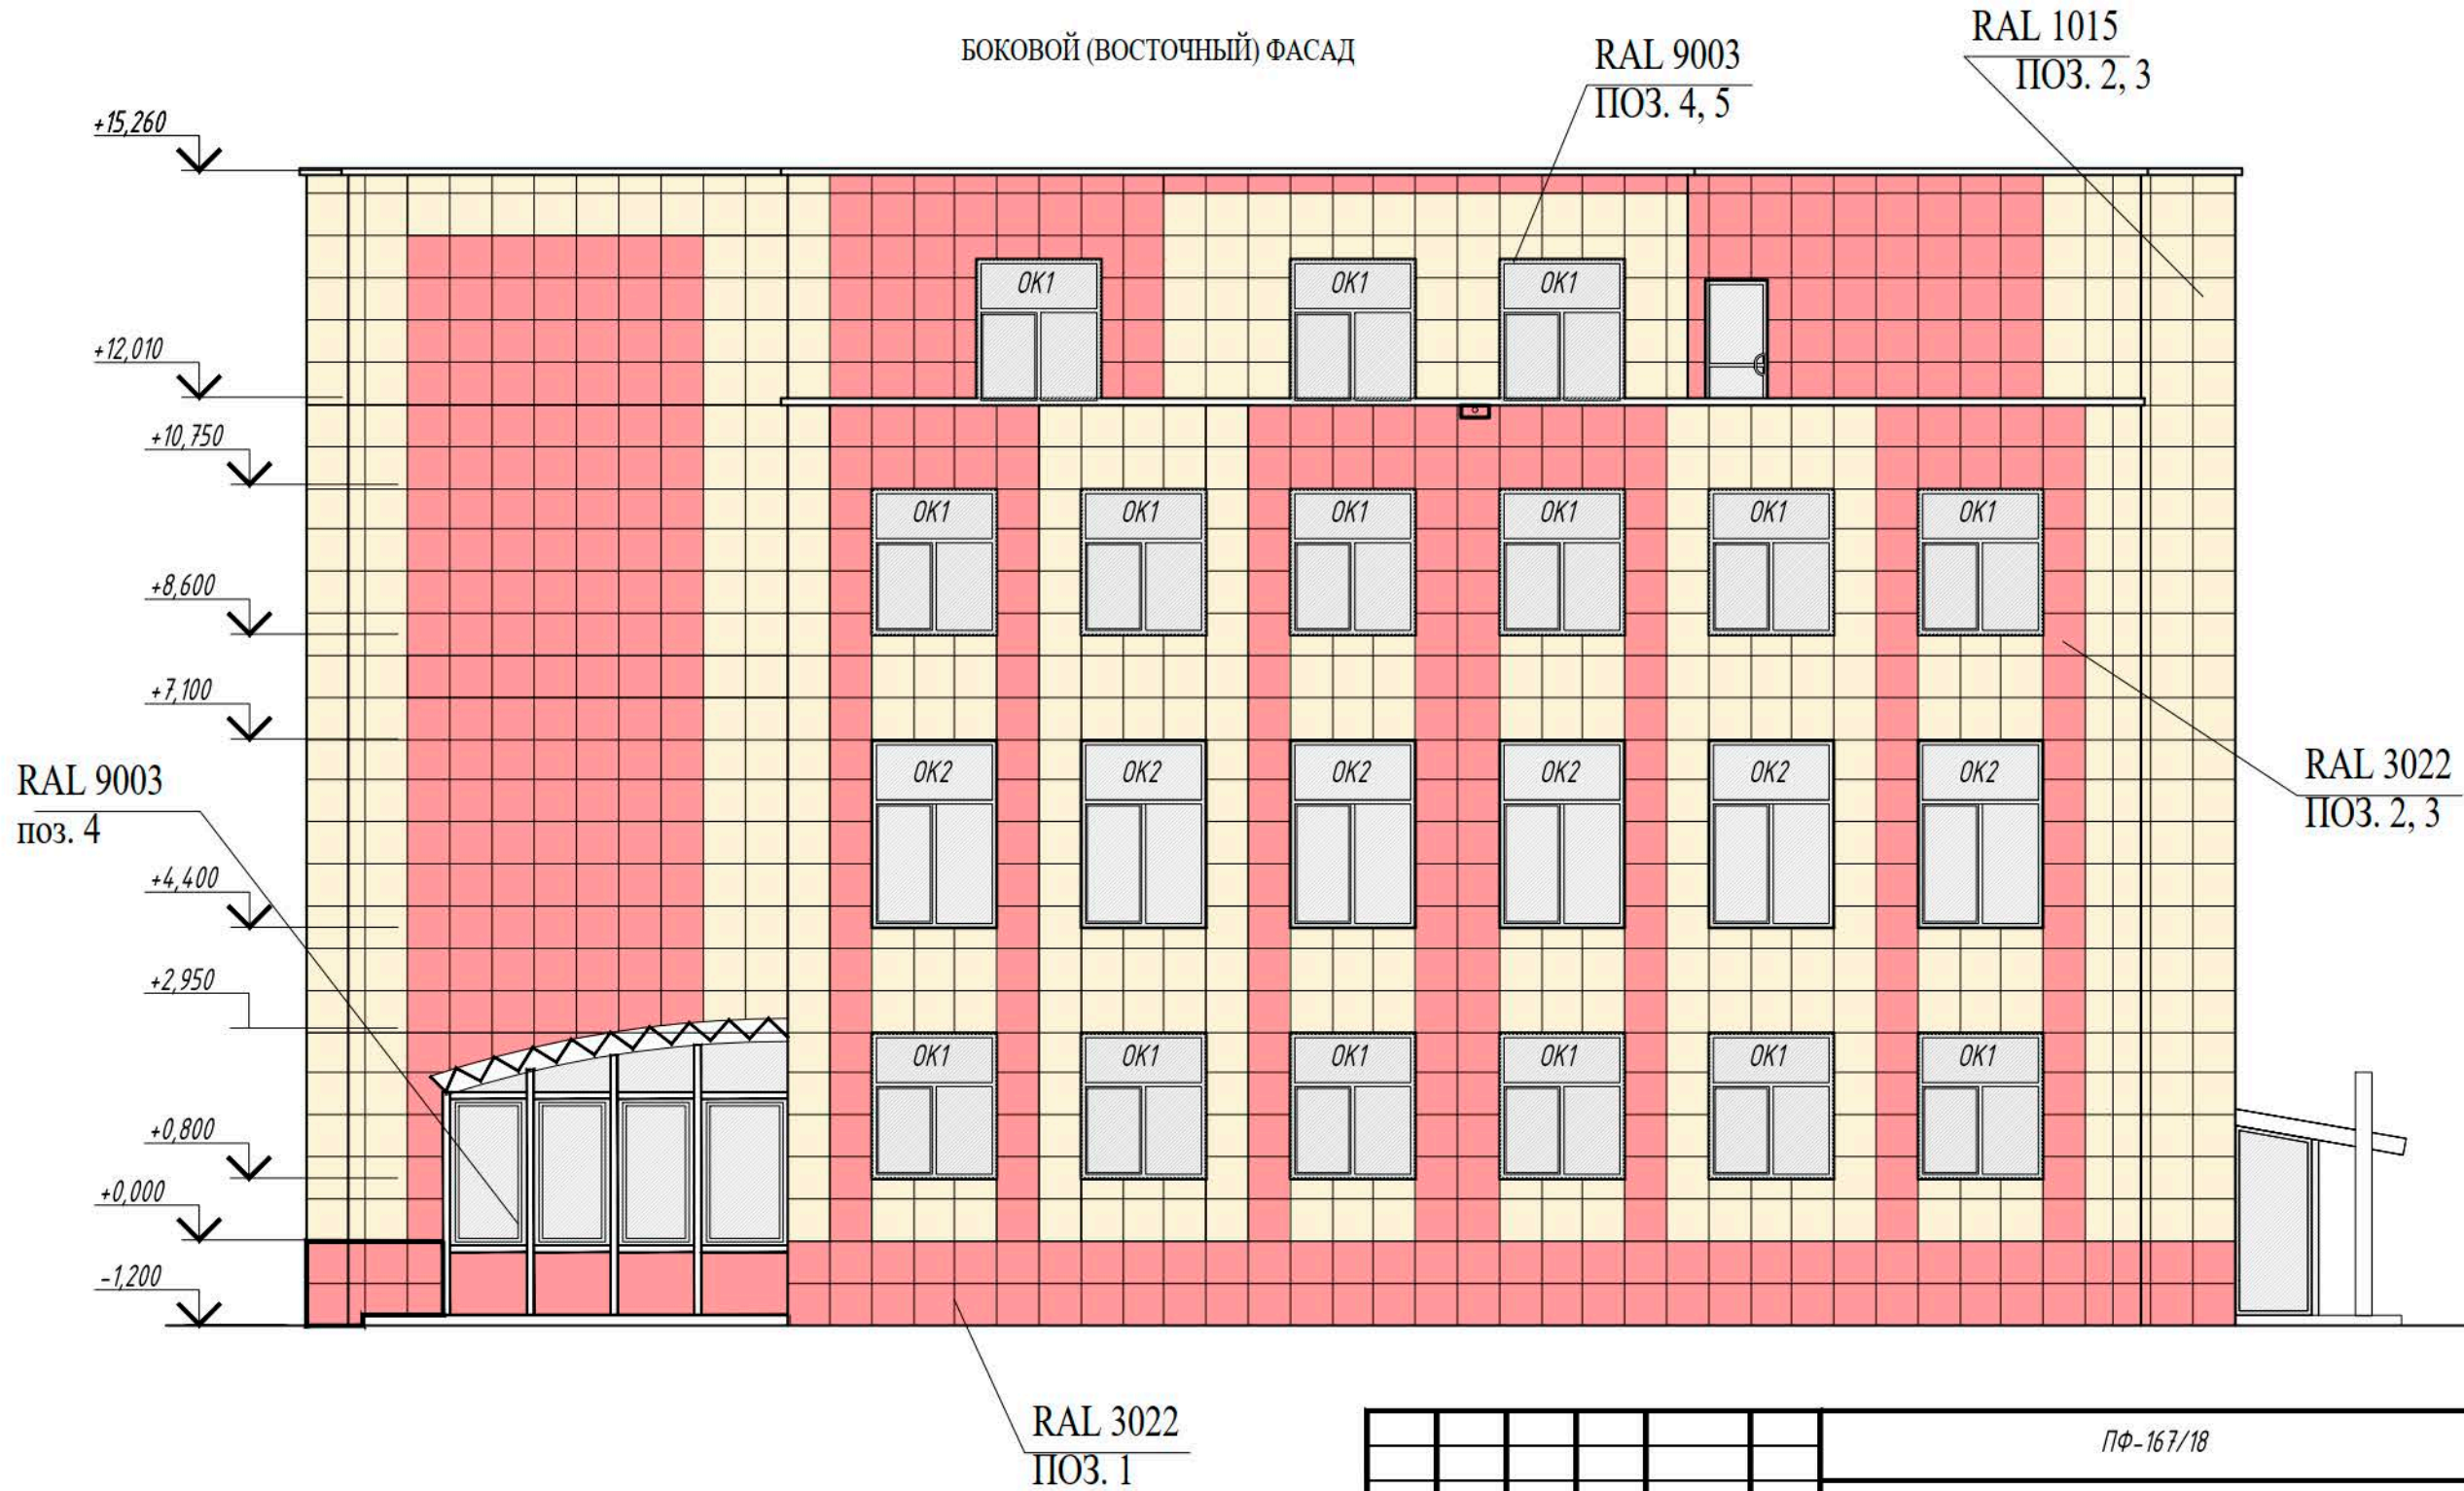 БОКОВОЙ (ВОСТОЧНЫЙ) ФАСАД
RAL 9003
ПОЗ. 4, 5
RAL 1015
ПОЗ. 2, 3
+15,260
+12,010
+10,750
+8,600
+7,100
+4,400
+2,950
+0,800
+0,000
-1,200
RAL 9003
поз. 4
ОК1 ОК1 ОК1
ОК1 ОК1 ОК1 ОК1 ОК1 ОК1
ОК2 ОК2 ОК2 ОК2 ОК2 ОК2
ОК1 ОК1 ОК1 ОК1 ОК1 ОК1
RAL 3022
ПОЗ. 2, 3
RAL 3022
ПОЗ. 1
ПФ-167/18